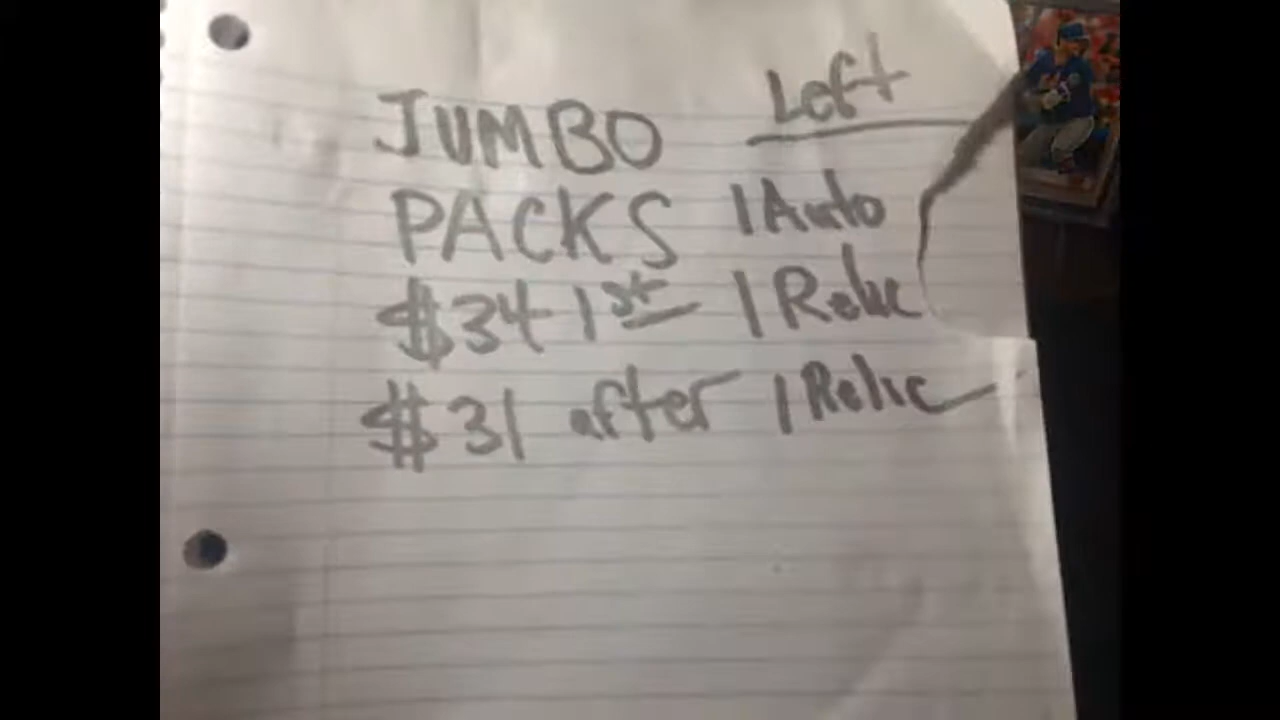 Left
JUMBO
PACKS 1 Auto
$34 1st 1 Relic
$31 after 1 Relic